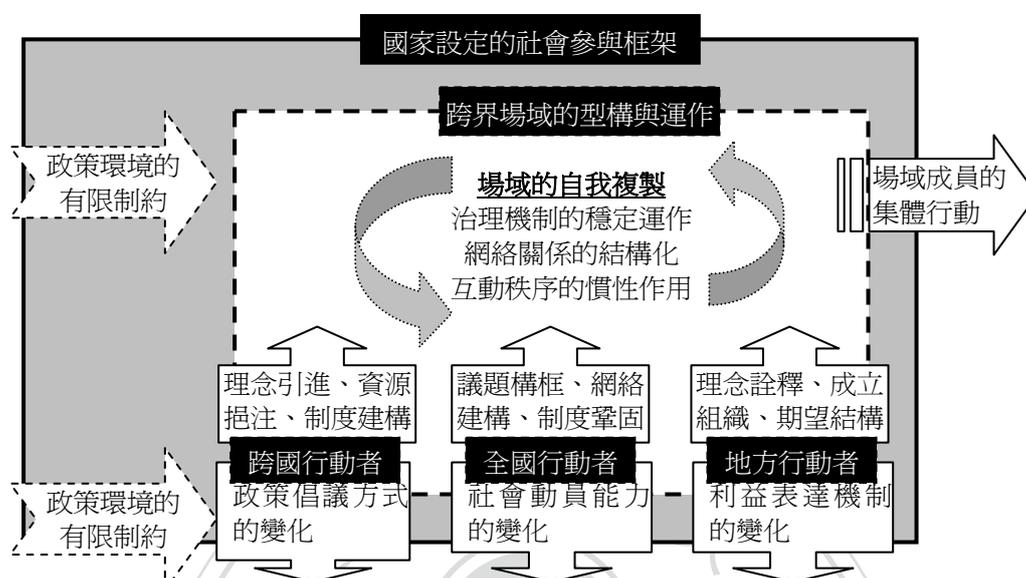 國家設定的社會參與框架
跨界場域的型構與運作
政策環境的
有限制約
場域的自我複製
治理機制的穩定運作
網絡關係的結構化
互動秩序的慣性作用
場域成員的
集體行動
理念引進、資源
挹注、制度建構
議題構框、網絡
建構、制度鞏固
理念詮釋、成立
組織、期望結構
跨國行動者
全國行動者
地方行動者
政策環境的
有限制約
政策倡議方式
的變化
社會動員能力
的變化
利益表達機制
的變化